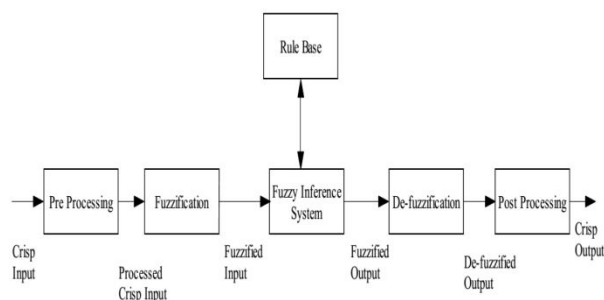 Rule Base
Pre Processing
Fuzzification
Fuzzy Inference
System
De-fuzzification
Post Processing
Crisp
Input
Processed
Crisp Input
Fuzzified
Input
Fuzzified
Output
De-fuzzified
Output
Crisp
Output